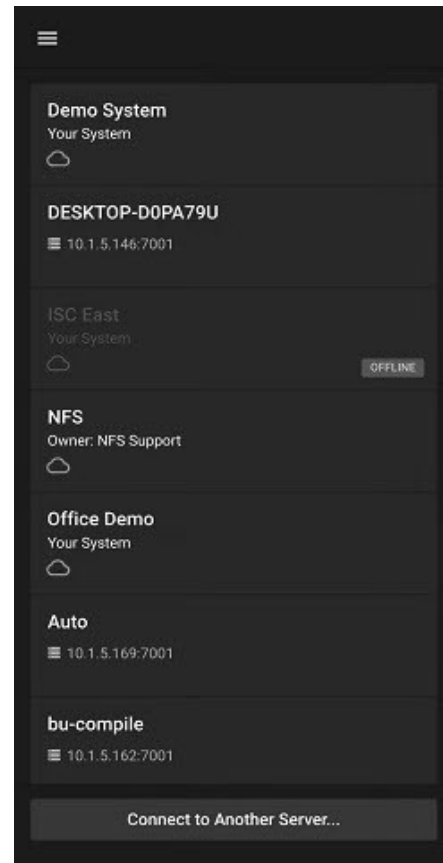 Demo System
Your System
DESKTOP-D0PA79U
10.1.5.146:7001
ISC East
Your System
OFFLINE
NFS
Owner: NFS Support
Office Demo
Your System
Auto
10.1.5.169:7001
bu-compile
10.1.5.162:7001
Connect to Another Server...